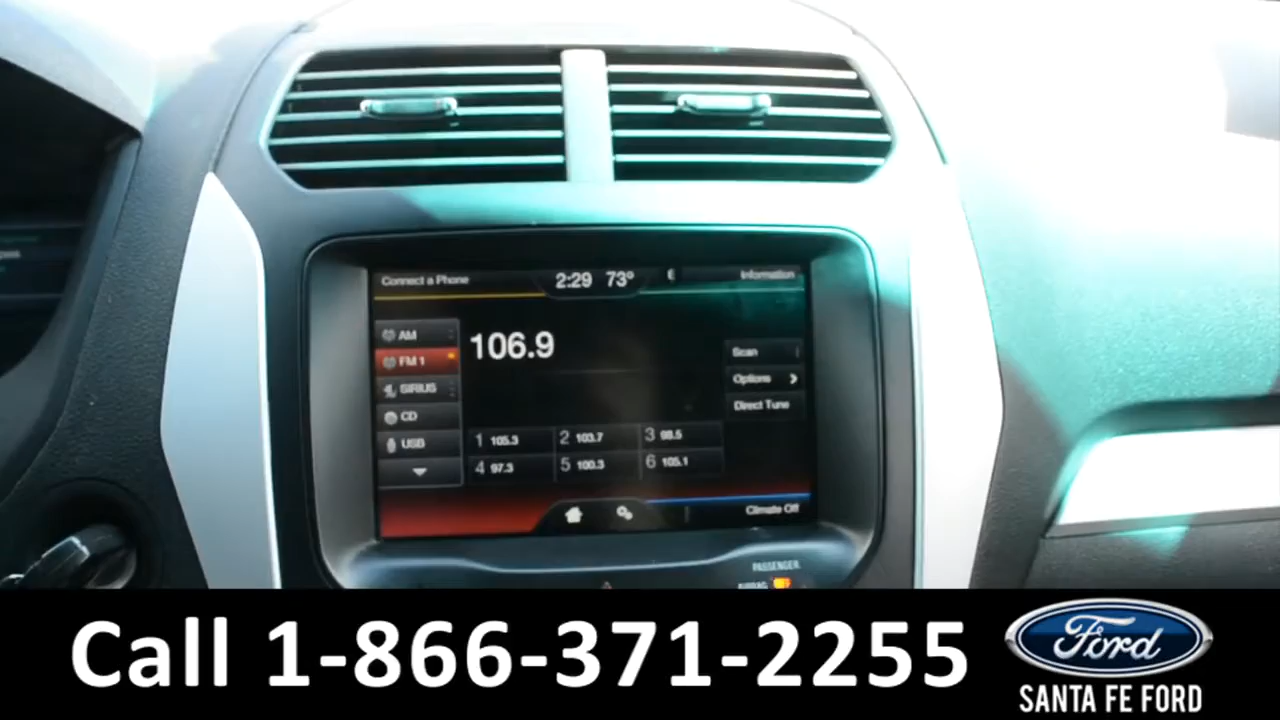 Connect a Phone 2:29 73° Information
AM
106.9
FM 1
Scan
SIRIUS
Options
CD
Direct Tune
USB
1 105.3 2 103.7 3 98.5
4 97.3 5 100.3 6 105.1
Climate Off
PASSENGER
AIRBAG
Call 1-866-371-2255
Ford
SANTA FE FORD